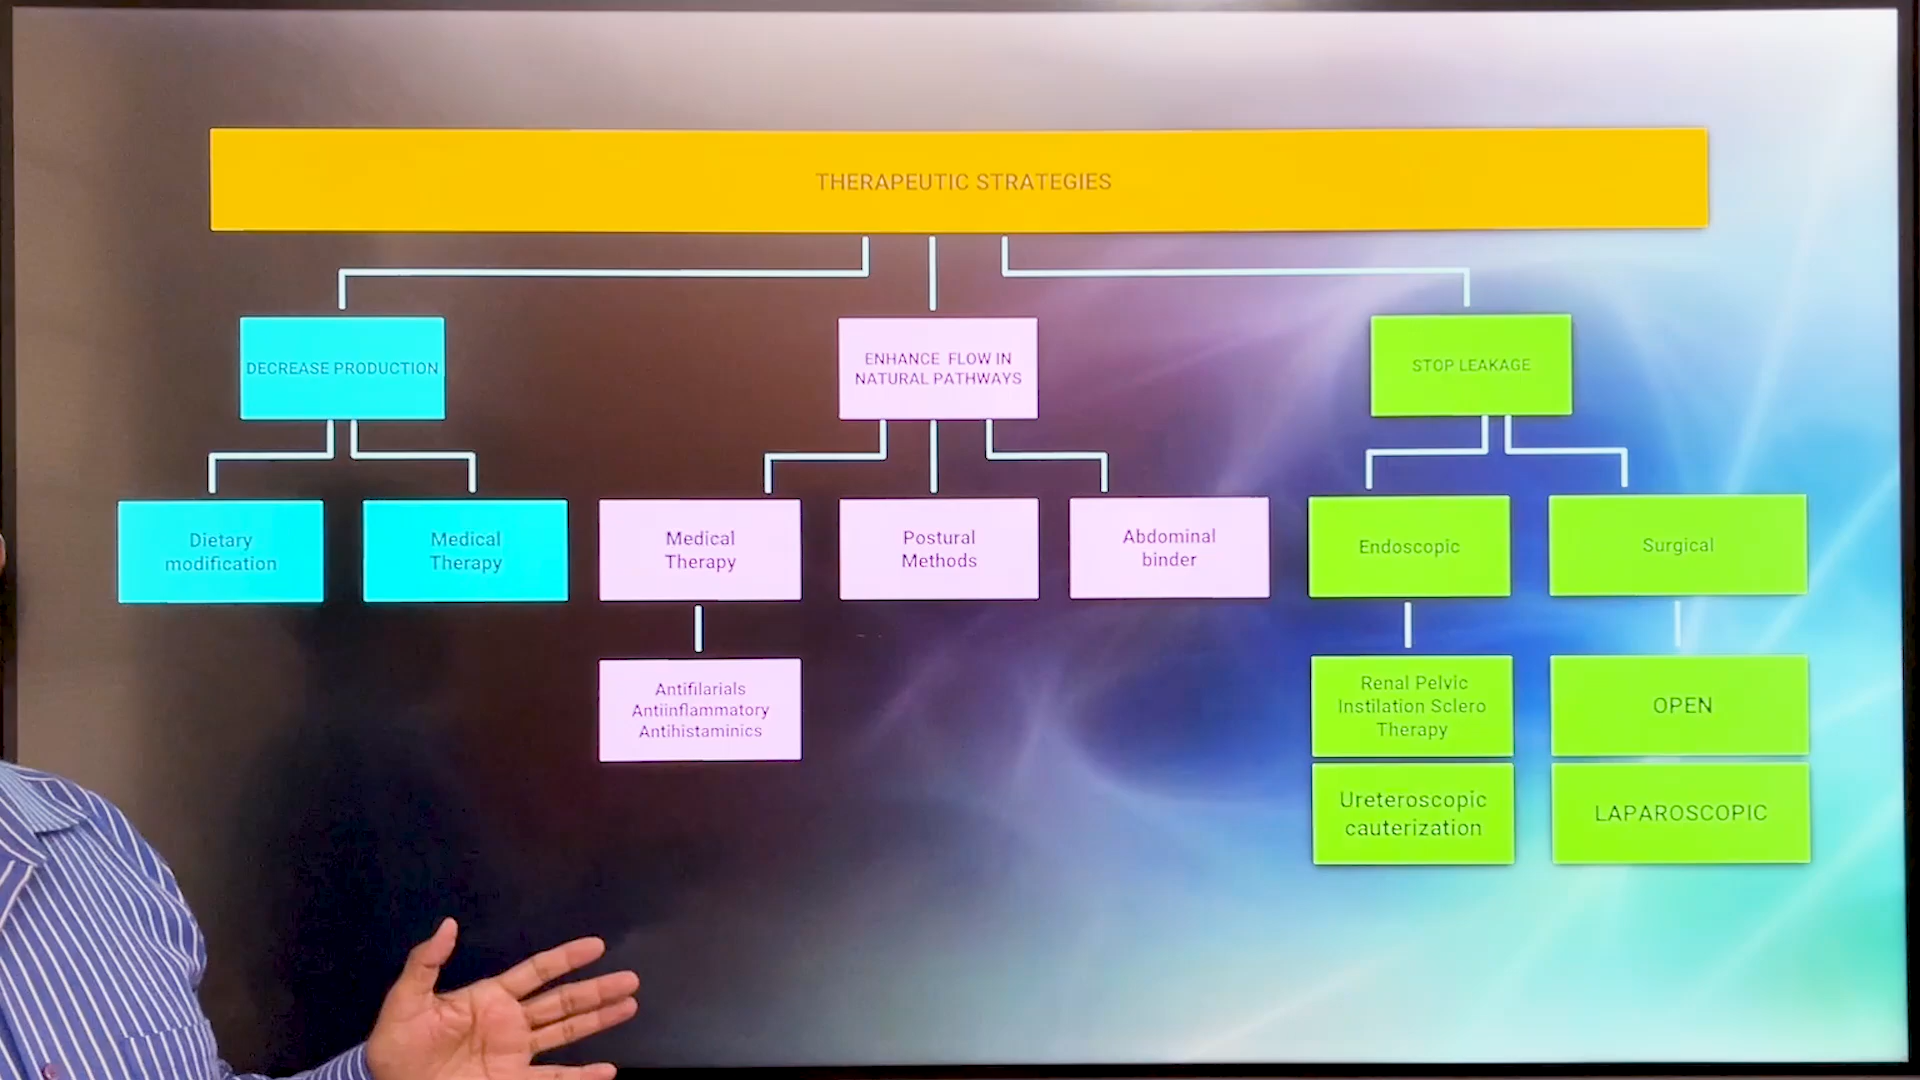 THERAPEUTIC STRATEGIES
DECREASE PRODUCTION
ENHANCE FLOW IN
NATURAL PATHWAYS
STOP LEAKAGE
Dietary
modification
Medical
Therapy
Medical
Therapy
Postural
Methods
Abdominal
binder
Endoscopic
Surgical
Antifilarials
Antiinflammatory
Antihistaminics
Renal Pelvic
Instilation Sclero
Therapy
OPEN
Ureteroscopic
cauterization
LAPAROSCOPIC